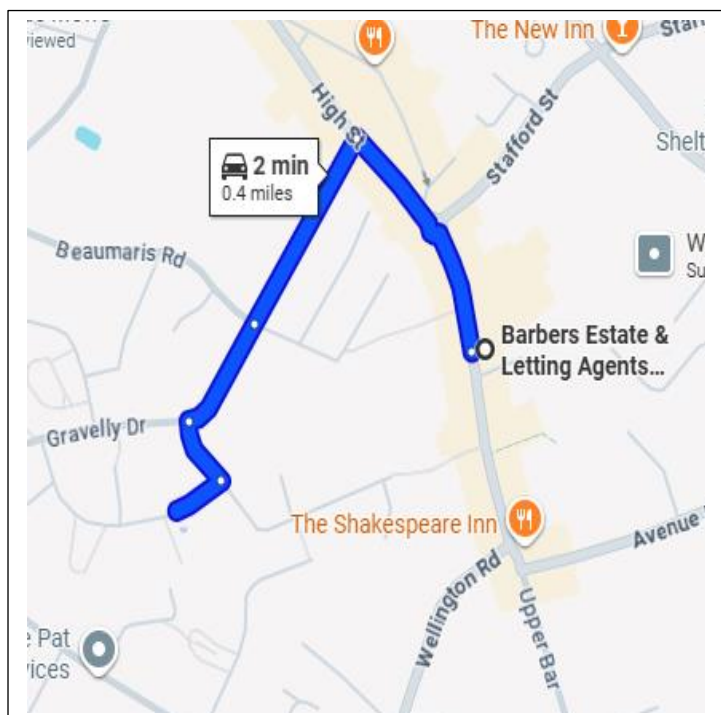 viewed
The New Inn
High St
Stafford St
2 min
0.4 miles
Shelt
Beaumaris Rd
W
Su
Barbers Estate &
Letting Agents...
Gravelly Dr
The Shakespeare Inn
Avenue
Wellington Rd
Upper Bar
e Pat
vices